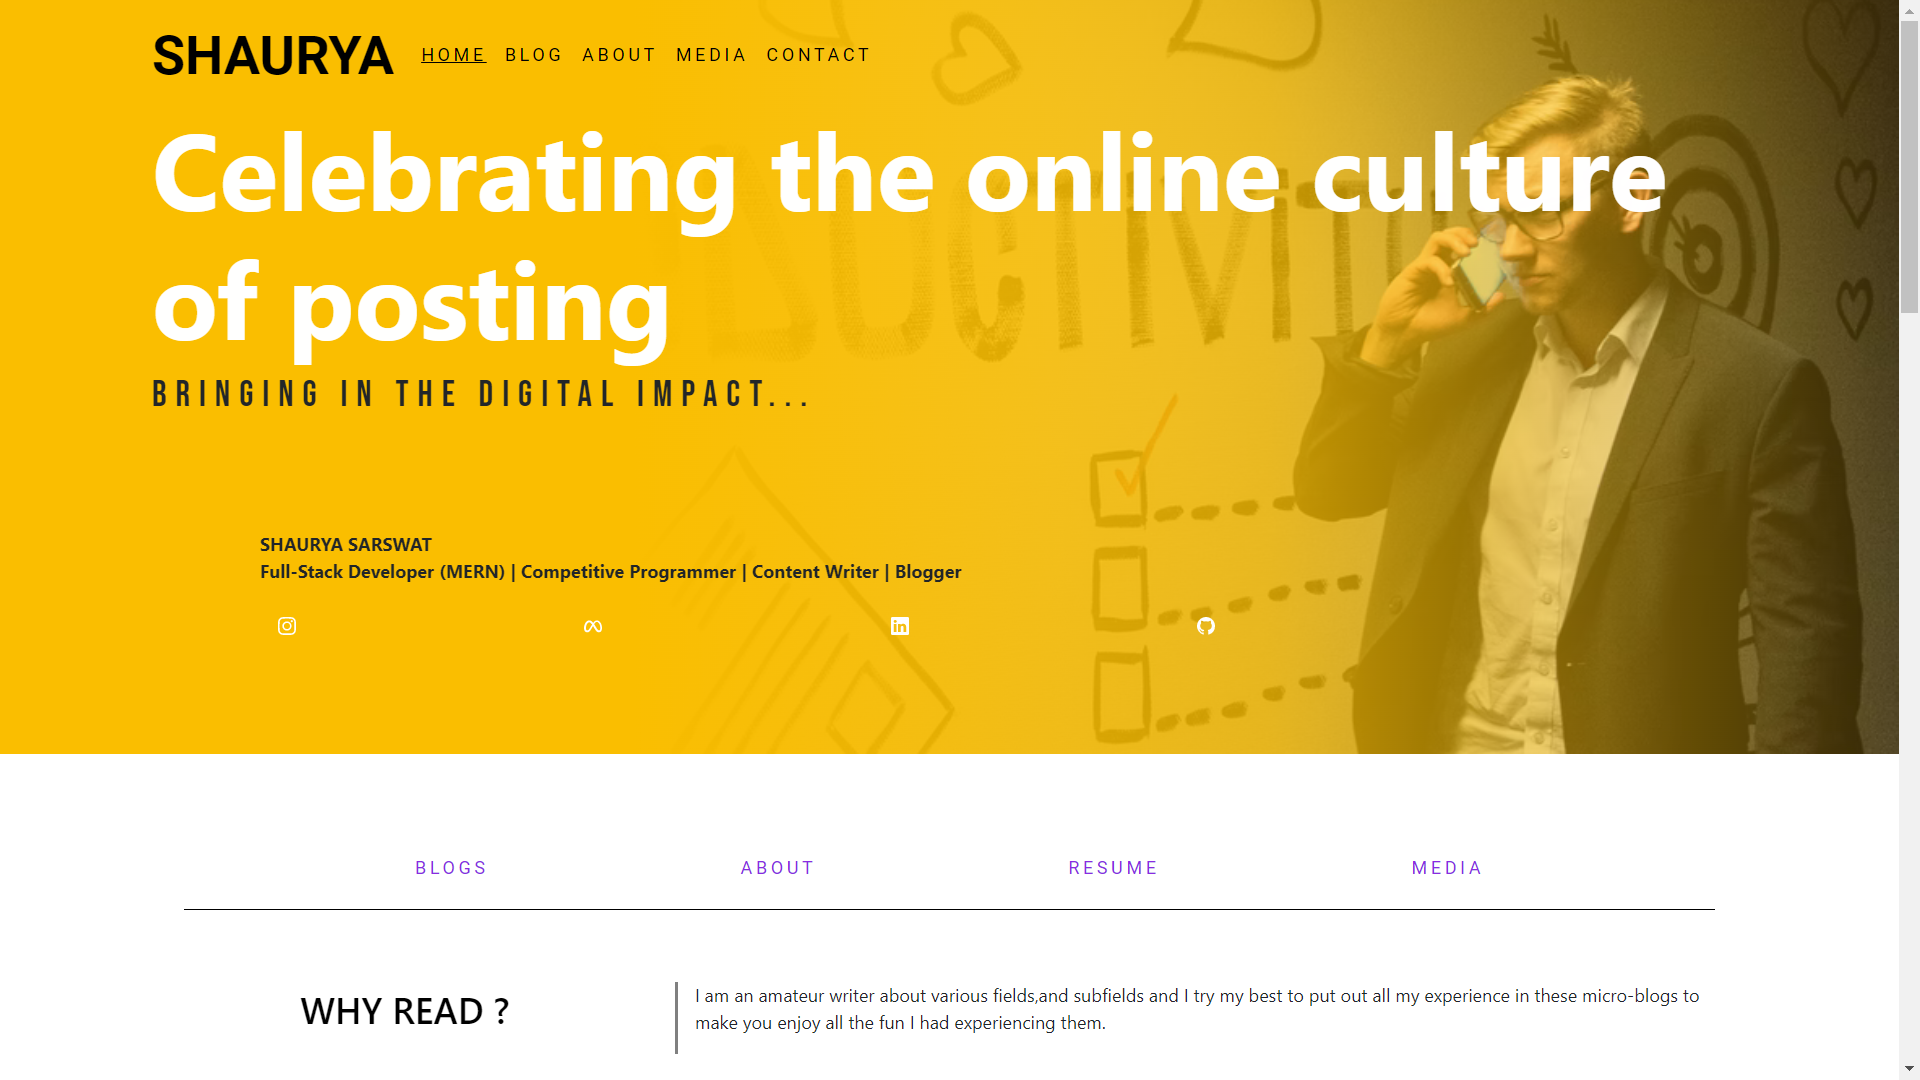 SHAURYA
HOME BLOG ABOUT MEDIA CONTACT
Celebrating the online culture
of posting
BRINGING IN THE DIGITAL IMPACT...
SHAURYA SARSWAT
Full-Stack Developer (MERN) | Competitive Programmer | Content Writer | Blogger
BLOGS ABOUT RESUME MEDIA
WHY READ ?
I am an amateur writer about various fields,and subfields and I try my best to put out all my experience in these micro-blogs to
make you enjoy all the fun I had experiencing them.